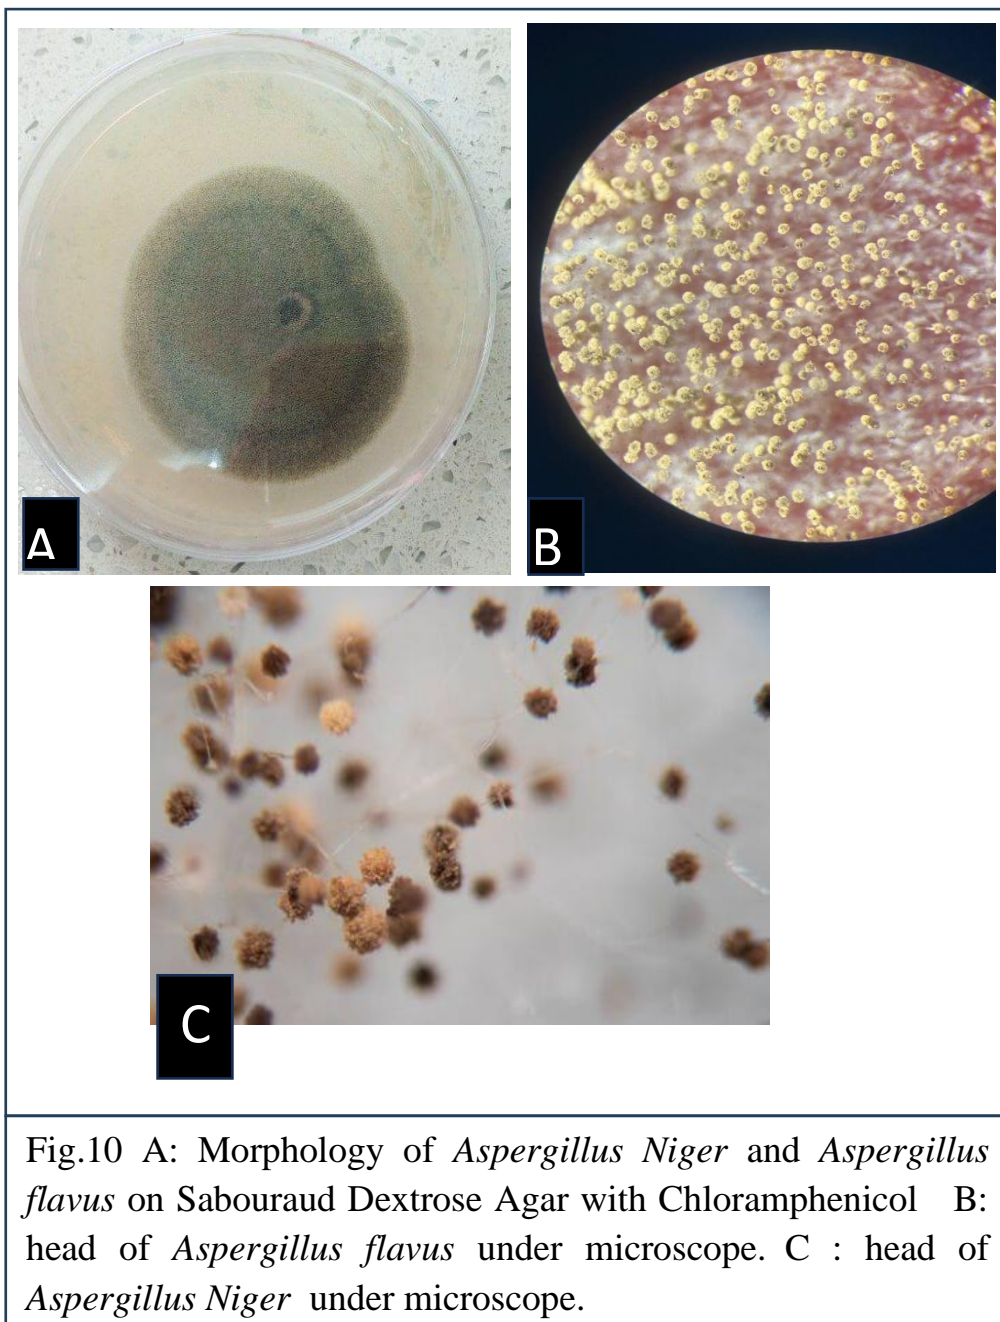 A
B
C
Fig.10 A: Morphology of Aspergillus Niger and Aspergillus
flavus on Sabouraud Dextrose Agar with Chloramphenicol B:
head of Aspergillus flavus under microscope. C : head of
Aspergillus Niger under microscope.